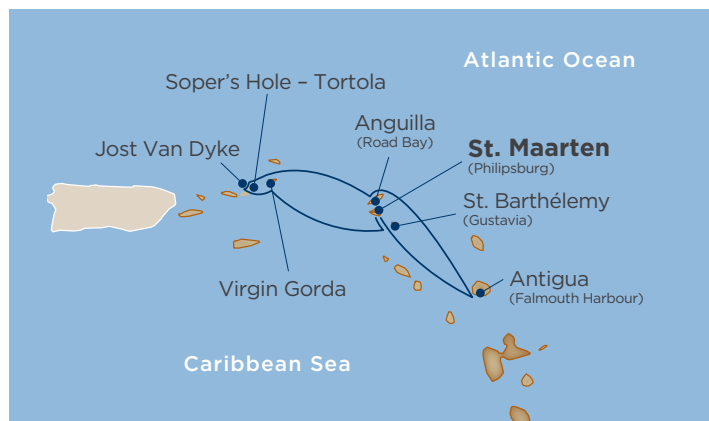 Atlantic Ocean
Soper's Hole – Tortola
Anguilla
(Road Bay)
Jost Van Dyke
St. Maarten
(Philipsburg)
St. Barthélemy
(Gustavia)
Virgin Gorda
Antigua
(Falmouth Harbour)
Caribbean Sea